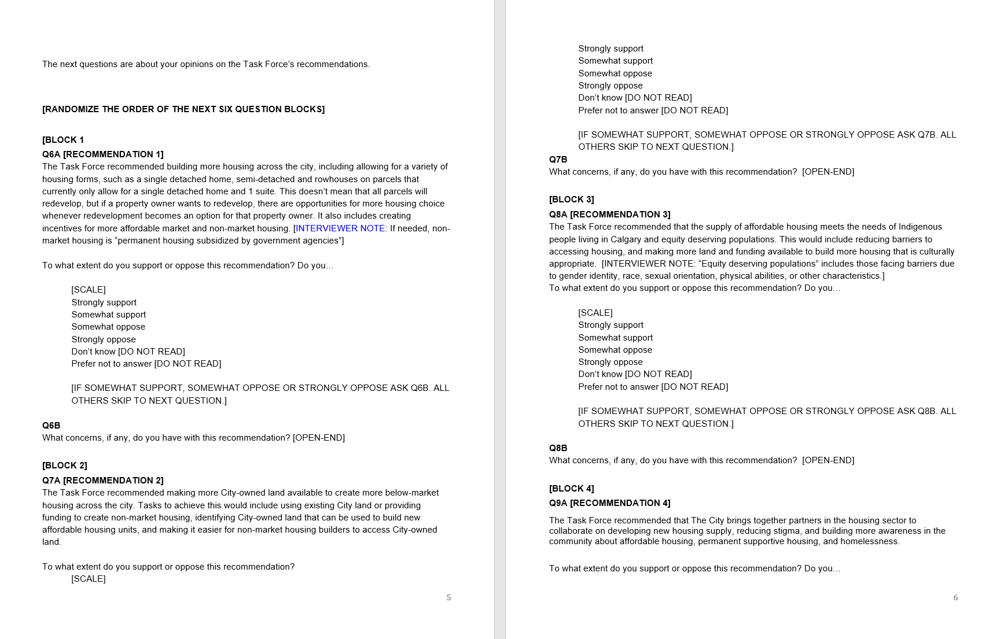 The next questions are about your opinions on the Task Force’s recommendations.
[RANDOMIZE THE ORDER OF THE NEXT SIX QUESTION BLOCKS]
[BLOCK 1
Q6A [RECOMMENDATION 1]
The Task Force recommended building more housing across the city, including allowing for a variety of
housing forms, such as a single detached home, semi-detached and rowhouses on parcels that
currently only allow for a single detached home and 1 suite. This doesn’t mean that all parcels will
redevelop, but if a property owner wants to redevelop, there are opportunities for more housing choice
whenever redevelopment becomes an option for that property owner. It also includes creating
incentives for more affordable market and non-market housing. [INTERVIEWER NOTE: If needed, non-
market housing is “permanent housing subsidized by government agencies”]
To what extent do you support or oppose this recommendation? Do you…
[SCALE]
Strongly support
Somewhat support
Somewhat oppose
Strongly oppose
Don’t know [DO NOT READ]
Prefer not to answer [DO NOT READ]
[IF SOMEWHAT SUPPORT, SOMEWHAT OPPOSE OR STRONGLY OPPOSE ASK Q6B. ALL
OTHERS SKIP TO NEXT QUESTION.]
Q6B
What concerns, if any, do you have with this recommendation? [OPEN-END]
[BLOCK 2]
Q7A [RECOMMENDATION 2]
The Task Force recommended making more City-owned land available to create more below-market
housing across the city. Tasks to achieve this would include using existing City land or providing
funding to create non-market housing, identifying City-owned land that can be used to build new
affordable housing units, and making it easier for non-market housing builders to access City-owned
land.
To what extent do you support or oppose this recommendation?
[SCALE]
5
Strongly support
Somewhat support
Somewhat oppose
Strongly oppose
Don’t know [DO NOT READ]
Prefer not to answer [DO NOT READ]
[IF SOMEWHAT SUPPORT, SOMEWHAT OPPOSE OR STRONGLY OPPOSE ASK Q7B. ALL
OTHERS SKIP TO NEXT QUESTION.]
Q7B
What concerns, if any, do you have with this recommendation?  [OPEN-END]
[BLOCK 3]
Q8A [RECOMMENDATION 3]
The Task Force recommended that the supply of affordable housing meets the needs of Indigenous
people living in Calgary and equity deserving populations. This would include reducing barriers to
accessing housing, and making more land and funding available to build more housing that is culturally
appropriate.  [INTERVIEWER NOTE: “Equity deserving populations” includes those facing barriers due
to gender identity, race, sexual orientation, physical abilities, or other characteristics.]
To what extent do you support or oppose this recommendation? Do you…
[SCALE]
Strongly support
Somewhat support
Somewhat oppose
Strongly oppose
Don’t know [DO NOT READ]
Prefer not to answer [DO NOT READ]
[IF SOMEWHAT SUPPORT, SOMEWHAT OPPOSE OR STRONGLY OPPOSE ASK Q8B. ALL
OTHERS SKIP TO NEXT QUESTION.]
Q8B
What concerns, if any, do you have with this recommendation?  [OPEN-END]
[BLOCK 4]
Q9A [RECOMMENDATION 4]
The Task Force recommended that The City brings together partners in the housing sector to
collaborate on developing new housing supply, reducing stigma, and building more awareness in the
community about affordable housing, permanent supportive housing, and homelessness.
To what extent do you support or oppose this recommendation? Do you…
6